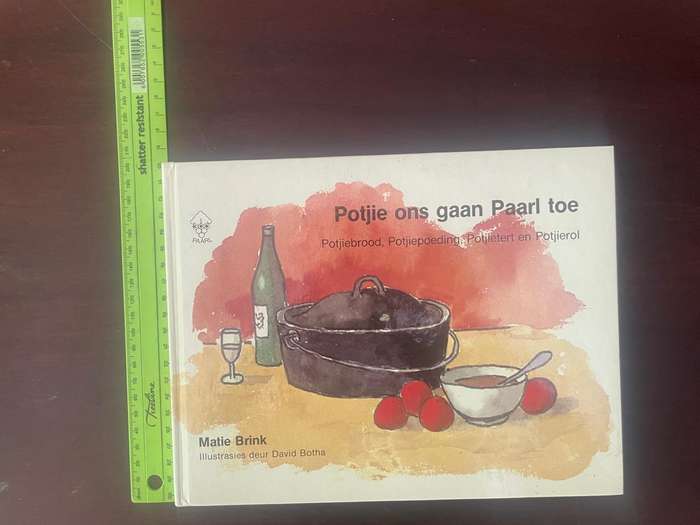 shatter resistant
Treeline
PAARL
Potjie ons gaan Paarl toe
Potjiebrood, Potjiepoeding, Potjietert en Potjierol
Matie Brink
Illustrasies deur David Botha